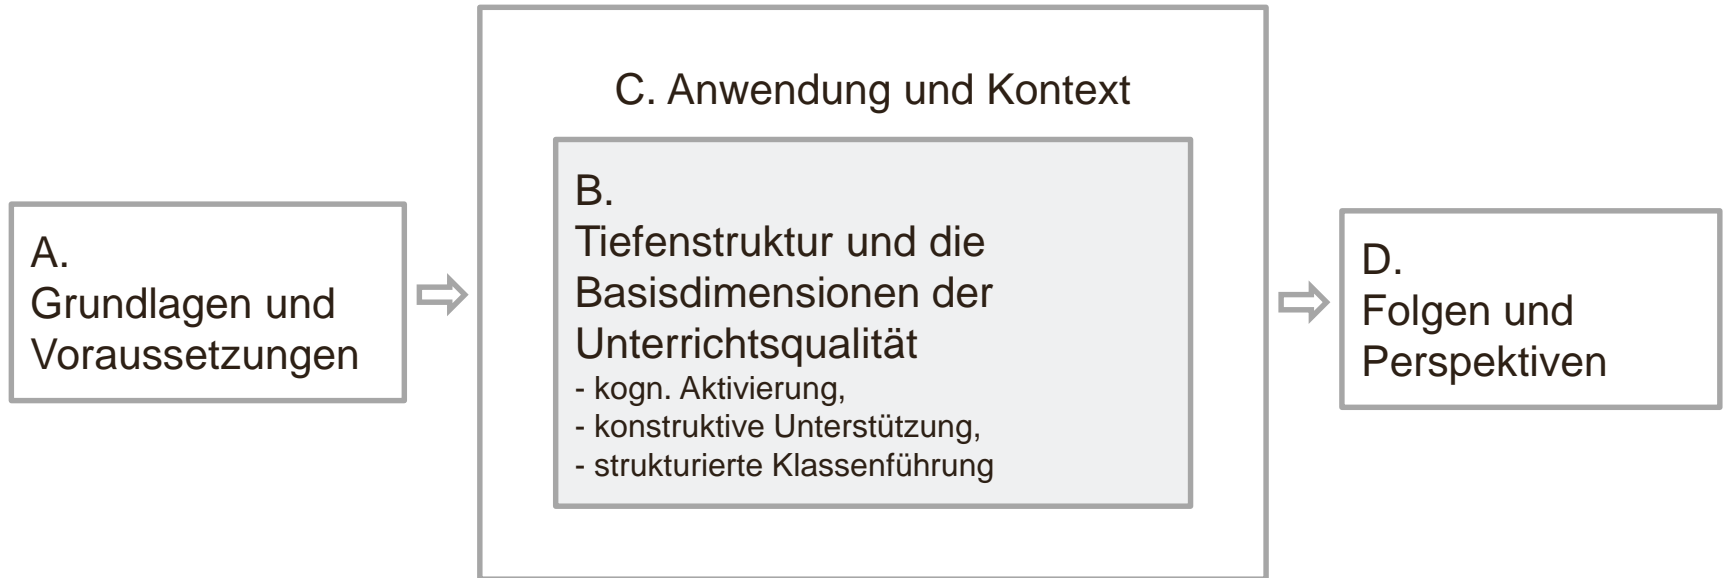 A.
Grundlagen und
Voraussetzungen
C. Anwendung und Kontext
B.
Tiefenstruktur und die
Basisdimensionen der
Unterrichtsqualität
- kogn. Aktivierung,
- konstruktive Unterstützung,
- strukturierte Klassenführung
D.
Folgen und
Perspektiven